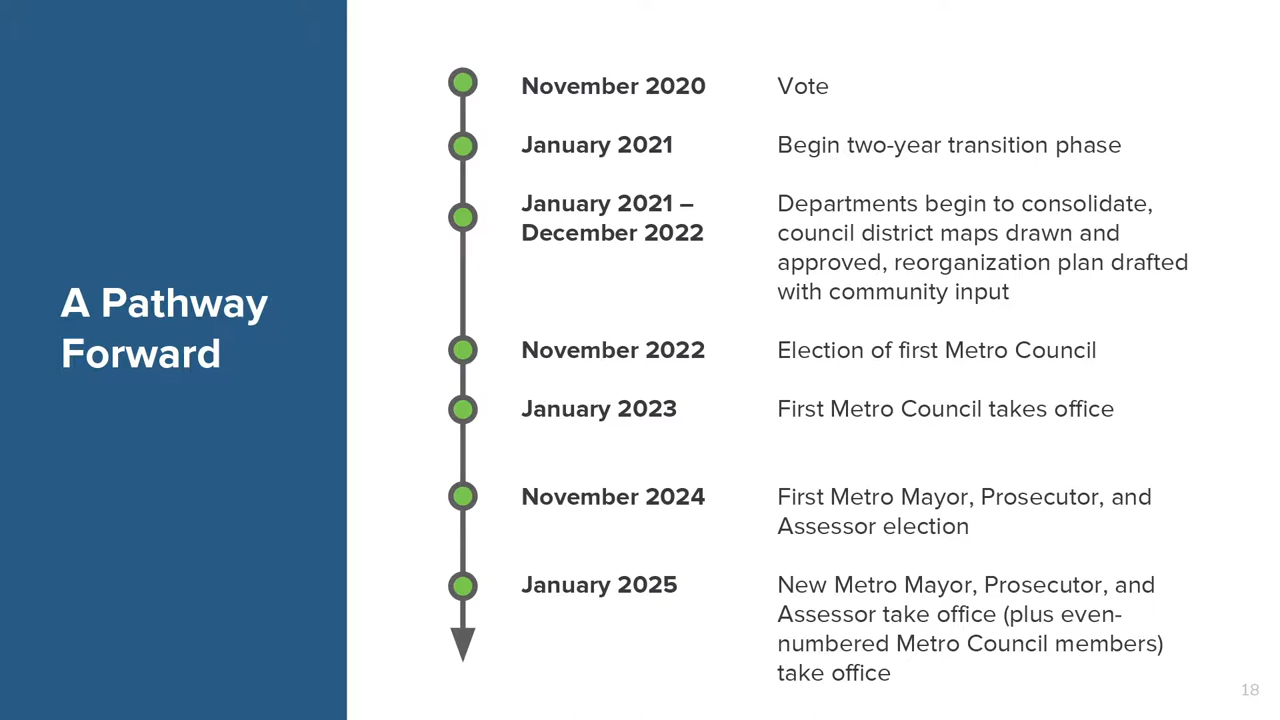 A Pathway
Forward
November 2020
Vote
January 2021
Begin two-year transition phase
January 2021 –
December 2022
Departments begin to consolidate,
council district maps drawn and
approved, reorganization plan drafted
with community input
November 2022
Election of first Metro Council
January 2023
First Metro Council takes office
November 2024
First Metro Mayor, Prosecutor, and
Assessor election
January 2025
New Metro Mayor, Prosecutor, and
Assessor take office (plus even-
numbered Metro Council members)
take office
18